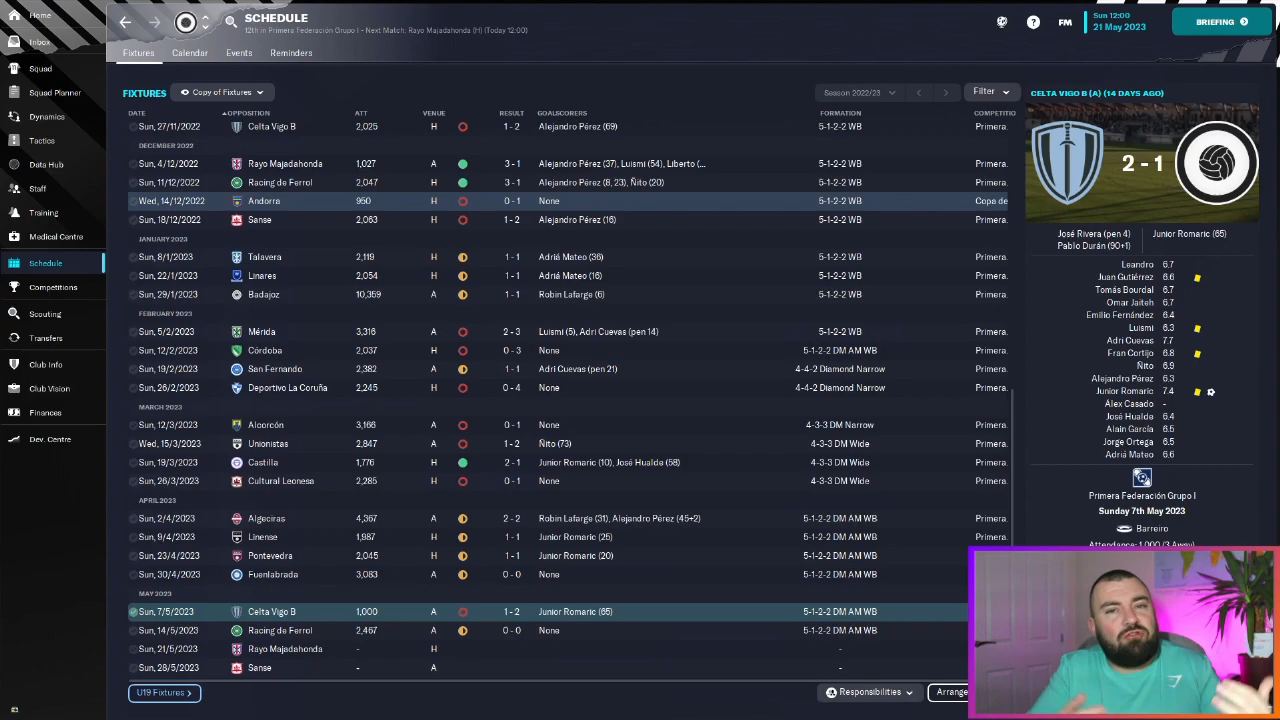 Home
SCHEDULE
12th in Primera Federación Grupo I - Next Match: Rayo Majadahonda (H) (Today 12:00)
FM
Sun 12:00
21 May 2023
BRIEFING
Inbox
Fixtures Calendar Events Reminders
Squad
Squad Planner
Dynamics
Tactics
Data Hub
Staff
Training
Medical Centre
Schedule
Competitions
Scouting
Transfers
Club Info
Club Vision
Finances
Dev. Centre
FIXTURES Copy of Fixtures Season 2022/23 Filter
DATE OPPOSITION ATT VENUE RESULT GOALSCORERS FORMATION COMPETITIO
Sun, 27/11/2022 Celta Vigo B 2,025 H 1 - 2 Alejandro Pérez (69) 5-1-2-2 WB Primera.
DECEMBER 2022
Sun, 4/12/2022 Rayo Majadahonda 1,027 A 3 - 1 Alejandro Pérez (37), Luismi (54), Liberto (... 5-1-2-2 WB Primera.
Sun, 11/12/2022 Racing de Ferrol 2,047 H 3 - 1 Alejandro Pérez (8, 23), Ñito (20) 5-1-2-2 WB Primera.
Wed, 14/12/2022 Andorra 950 H 0 - 1 None 5-1-2-2 WB Copa de
Sun, 18/12/2022 Sanse 2,063 H 1 - 2 Alejandro Pérez (16) 5-1-2-2 WB Primera.
JANUARY 2023
Sun, 8/1/2023 Talavera 2,119 H 1 - 1 Adriá Mateo (36) 5-1-2-2 WB Primera.
Sun, 22/1/2023 Linares 2,054 H 1 - 1 Adriá Mateo (16) 5-1-2-2 WB Primera.
Sun, 29/1/2023 Badajoz 10,359 A 1 - 1 Robin Lafarge (6) 5-1-2-2 WB Primera.
FEBRUARY 2023
Sun, 5/2/2023 Mérida 3,316 A 2 - 3 Luismi (5), Adri Cuevas (pen 14) 5-1-2-2 WB Primera.
Sun, 12/2/2023 Córdoba 2,037 H 0 - 3 None 5-1-2-2 DM AM WB Primera.
Sun, 19/2/2023 San Fernando 2,382 A 1 - 1 Adri Cuevas (pen 21) 4-4-2 Diamond Narrow Primera.
Sun, 26/2/2023 Deportivo La Coruña 2,245 H 0 - 4 None 4-4-2 Diamond Narrow Primera.
MARCH 2023
Sun, 12/3/2023 Alcorcón 3,166 A 0 - 1 None 4-3-3 DM Narrow Primera.
Wed, 15/3/2023 Unionistas 2,847 A 1 - 2 Ñito (73) 4-3-3 DM Wide Primera.
Sun, 19/3/2023 Castilla 1,776 H 2 - 1 Junior Romaric (10), José Hualde (58) 4-3-3 DM Wide Primera.
Sun, 26/3/2023 Cultural Leonesa 2,285 H 0 - 1 None 4-3-3 DM Wide Primera.
APRIL 2023
Sun, 2/4/2023 Algeciras 4,367 A 2 - 2 Robin Lafarge (31), Alejandro Pérez (45+2) 5-1-2-2 DM AM WB Primera.
Sun, 9/4/2023 Linense 1,987 H 1 - 1 Junior Romaric (25) 5-1-2-2 DM AM WB Primera.
Sun, 23/4/2023 Pontevedra 2,045 H 1 - 1 Junior Romaric (20) 5-1-2-2 DM AM WB Primera.
Sun, 30/4/2023 Fuenlabrada 3,083 A 0 - 0 None 5-1-2-2 DM AM WB
MAY 2023
Sun, 7/5/2023 Celta Vigo B 1,000 A 1 - 2 Junior Romaric (65) 5-1-2-2 DM AM WB
Sun, 14/5/2023 Racing de Ferrol 2,467 A 0 - 0 None 5-1-2-2 DM AM WB
Sun, 21/5/2023 Rayo Majadahonda - H -
Sun, 28/5/2023 Sanse - A -
U19 Fixtures Responsibilities Arrange
CELTA VIGO B (A) (14 DAYS AGO)
2 - 1
José Rivera (pen 4) Junior Romaric (65)
Pablo Durán (90+1)
Leandro 6.7
Juan Gutiérrez 6.6
Tomás Bourdal 6.7
Omar Jaiteh 6.7
Emilio Fernández 6.4
Luismi 6.3
Adri Cuevas 7.7
Fran Cortijo 6.8
Ñito 6.9
Alejandro Pérez 6.3
Junior Romaric 7.4
Álex Casado -
José Hualde 6.4
Alain García 6.5
Jorge Ortega 6.5
Adriá Mateo 6.6
Primera Federación Grupo I
Sunday 7th May 2023
Barreiro
Attendance: 1,000 (3 Away)